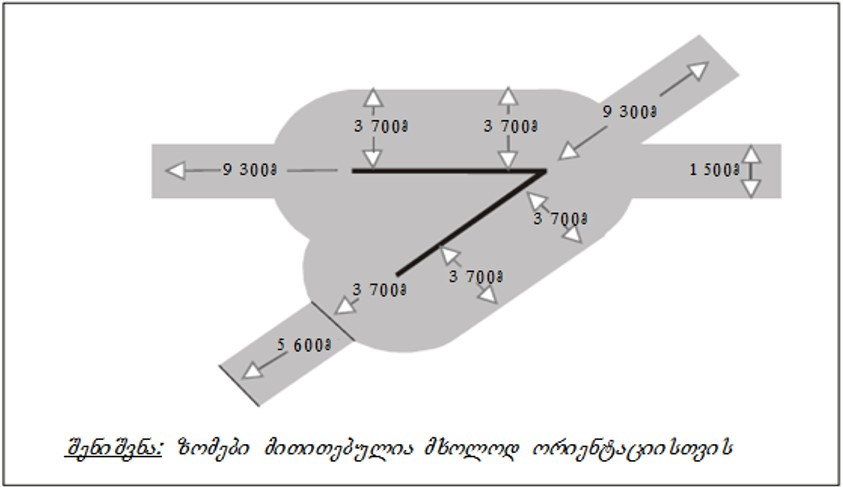 9 300მ
3 700მ
3 700მ
9 300მ
1 500მ
3 700მ
3 700მ
3 700მ
5 600მ
შენიშვნა: ზომები მითითებულია მხოლოდ ორიენტაციისთვის